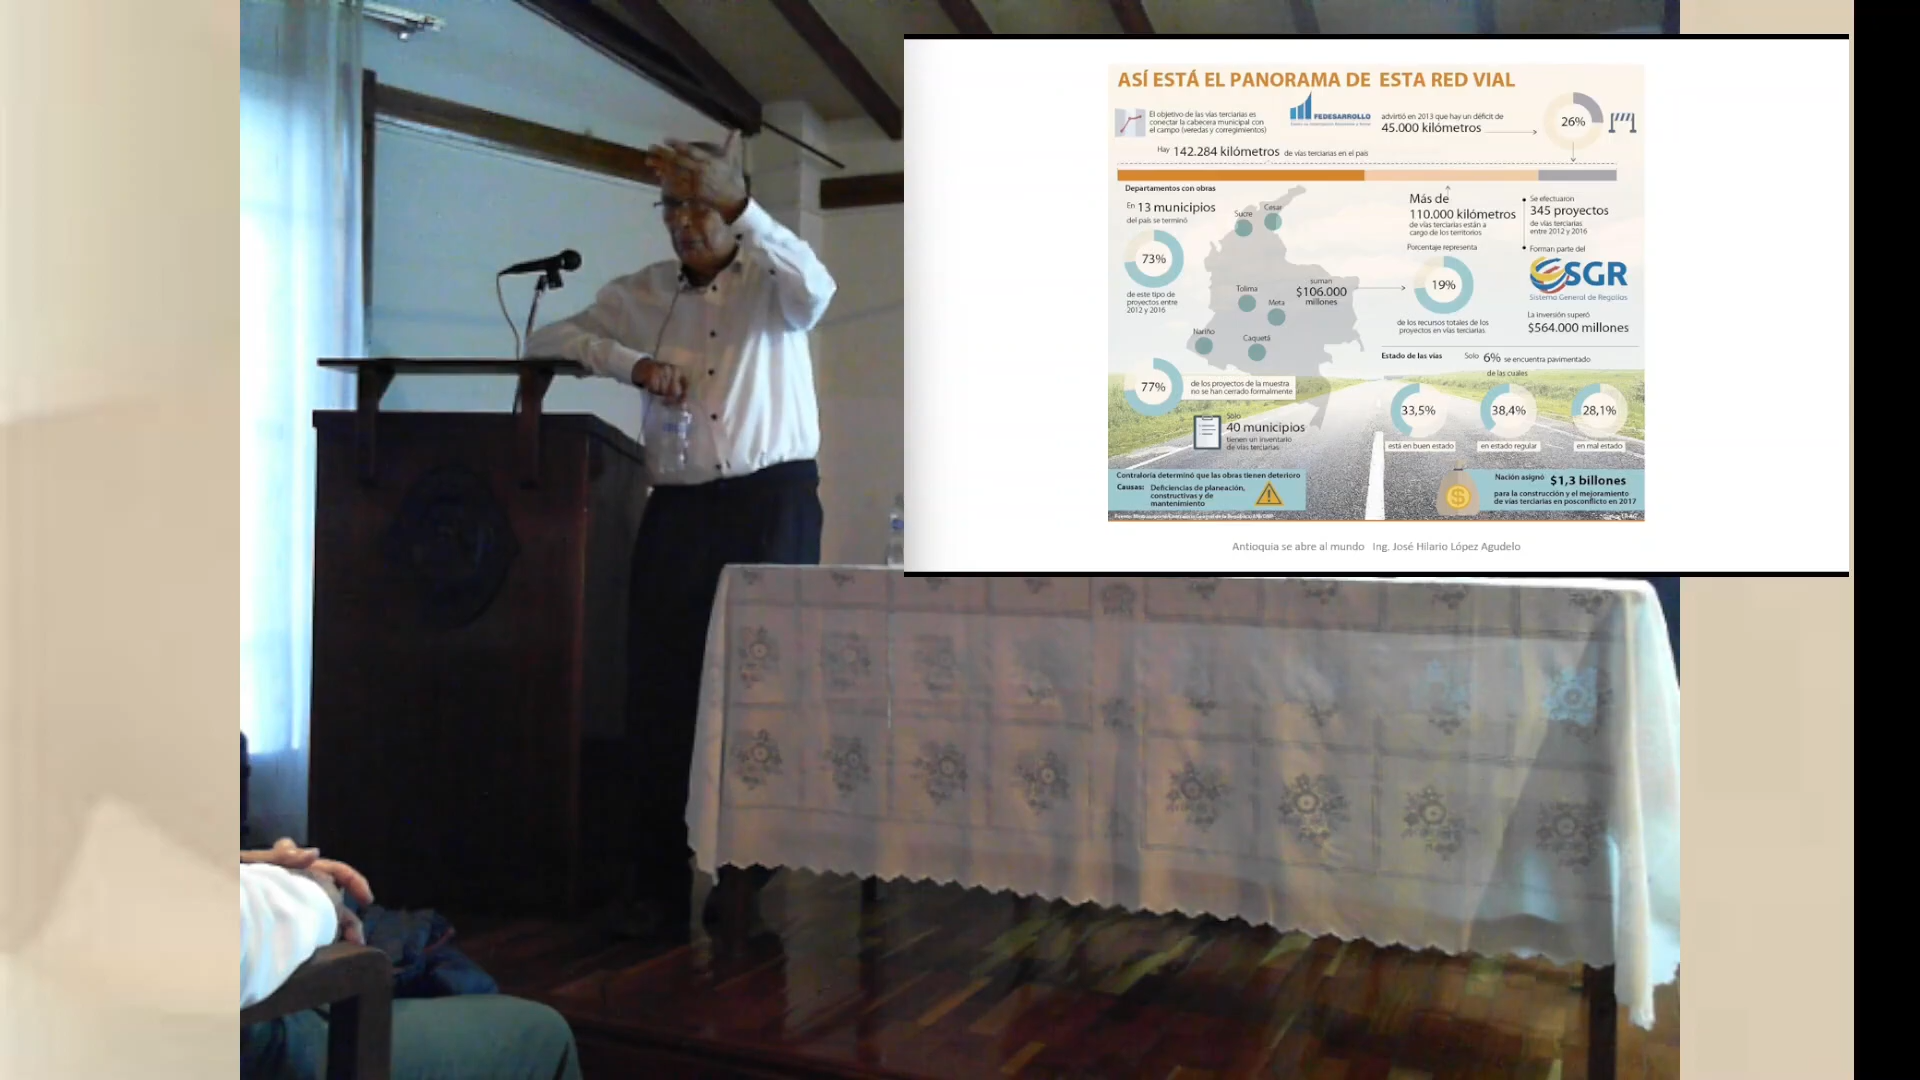 ASÍ ESTÁ EL PANORAMA DE ESTA RED VIAL
El objetivo de las vías terciarias es
conectar la cabecera municipal con
el campo (veredas y corregimientos)
FEDESARROLLO
advirtió en 2013 que hay un déficit de
45.000 kilómetros
26%
Hay 142.284 kilómetros de vías terciarias en el país
Departamentos con obras
En 13 municipios
del país se terminó
73%
de este tipo de
proyectos entre
2012 y 2016
Sucre
Cesar
Tolima
Meta
Nariño
Caquetá
suman
$106.000
millones
Más de
110.000 kilómetros
de vías terciarias están a
cargo de los territorios
Porcentaje representa
19%
de los recursos totales de los
proyectos en vías terciarias
Se efectuaron
345 proyectos
de vías terciarias
entre 2012 y 2016
Forman parte del
SGR
Sistema General de Regalías
La inversión superó
$564.000 millones
77%
de los proyectos de la muestra
no se han cerrado formalmente
Sólo
40 municipios
tienen un inventario
de vías terciarias
Estado de las vías Solo 6% se encuentra pavimentado
de las cuales
33,5%
38,4%
28,1%
está en buen estado
en estado regular
en mal estado
Contraloría determinó que las obras tienen deterioro
Causas: Deficiencias de planeación,
constructivas y de
mantenimiento
Nación asignó $1,3 billones
para la construcción y el mejoramiento
de vías terciarias en posconflicto en 2017
Antioquia se abre al mundo Ing. José Hilario López Agudelo